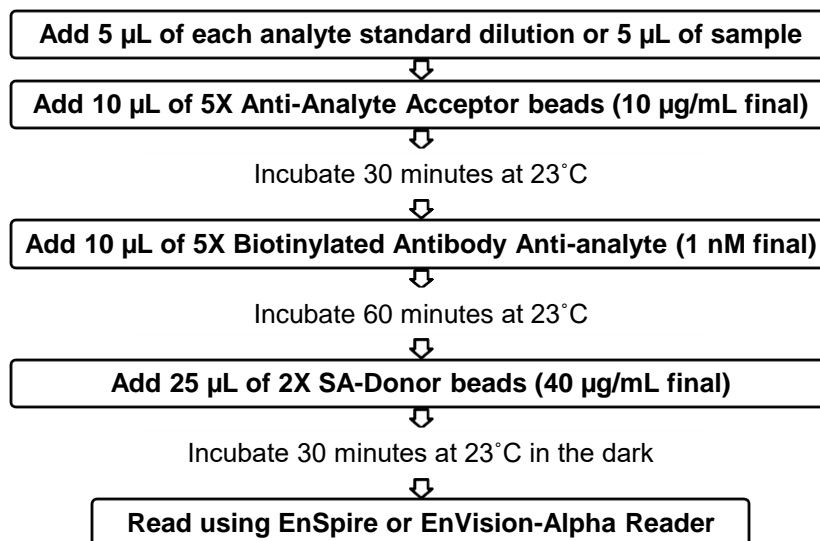 Add 5 µL of each analyte standard dilution or 5 µL of sample
Add 10 µL of 5X Anti-Analyte Acceptor beads (10 µg/mL final)
Incubate 30 minutes at 23˚C
Add 10 µL of 5X Biotinylated Antibody Anti-analyte (1 nM final)
Incubate 60 minutes at 23˚C
Add 25 µL of 2X SA-Donor beads (40 µg/mL final)
Incubate 30 minutes at 23˚C in the dark
Read using EnSpire or EnVision-Alpha Reader